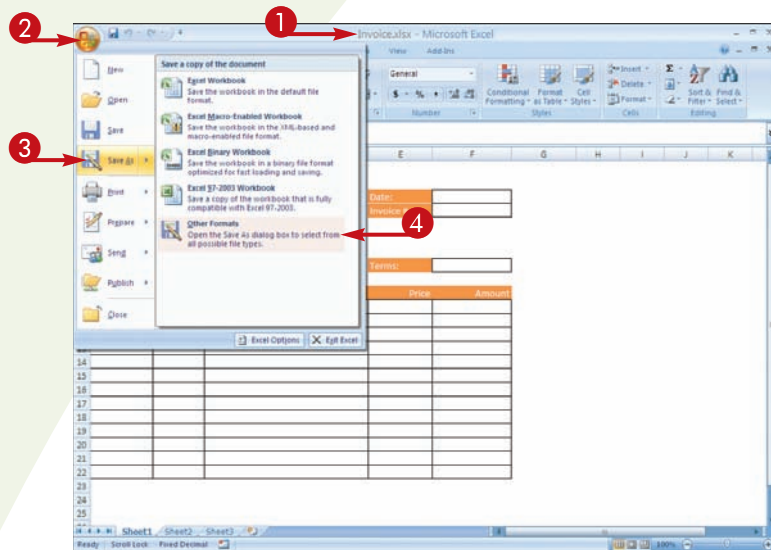 1
Invoice.xlsx - Microsoft Excel
2
View Add-Ins
New
Open
Save
3
Save As
Print
Prepare
Send
Publish
Close
Save a copy of the document
Excel Workbook
Save the workbook in the default file
format.
Excel Macro-Enabled Workbook
Save the workbook in the XML-based and
macro-enabled file format.
Excel Binary Workbook
Save the workbook in a binary file format
optimized for fast loading and saving.
Excel 97-2003 Workbook
Save a copy of the workbook that is fully
compatible with Excel 97-2003.
Other Formats
Open the Save As dialog box to select from
all possible file types.
4
Excel Options Exit Excel
General
$ % ,
Number
Conditional Format Cell
Formatting as Table Styles
Styles
Insert
Delete
Format
Cells
Σ
Sort & Find &
Filter Select
Editing
E F G H I J K
Date:
Invoice
Terms:
Price Amount
14
15
16
17
18
19
20
21
22
23
24
25
Sheet1 Sheet2 Sheet3
Ready Scroll Lock Fixed Decimal 100%